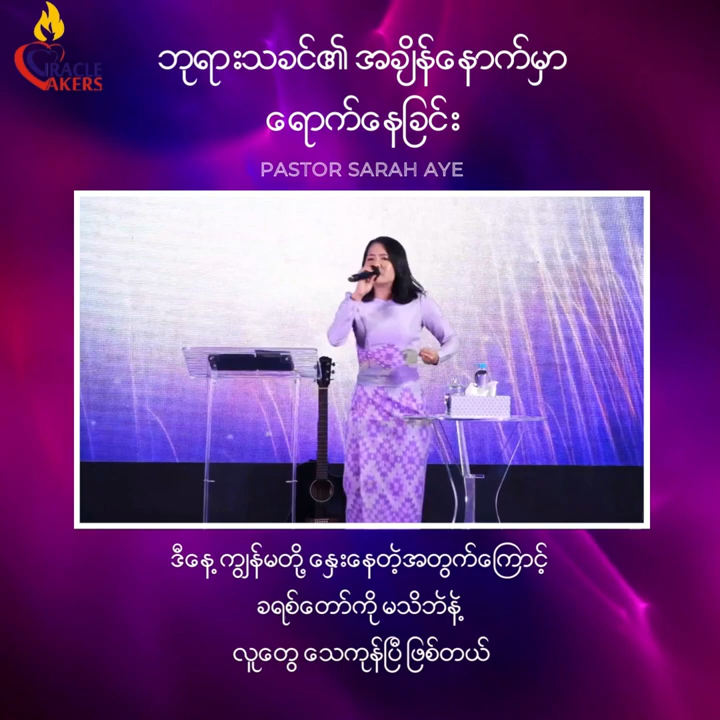 MIRACLE
MAKERS
ဘုရားသခင်၏ အချိန်နောက်မှာ
ရောက်နေခြင်း
PASTOR SARAH AYE
ဒီနေ့ ကျွန်မတို့ နှေးနေတဲ့အတွက်ကြောင့်
ခရစ်တော်ကို မသိဘဲနဲ့
လူတွေ သေကုန်ပြီ ဖြစ်တယ်